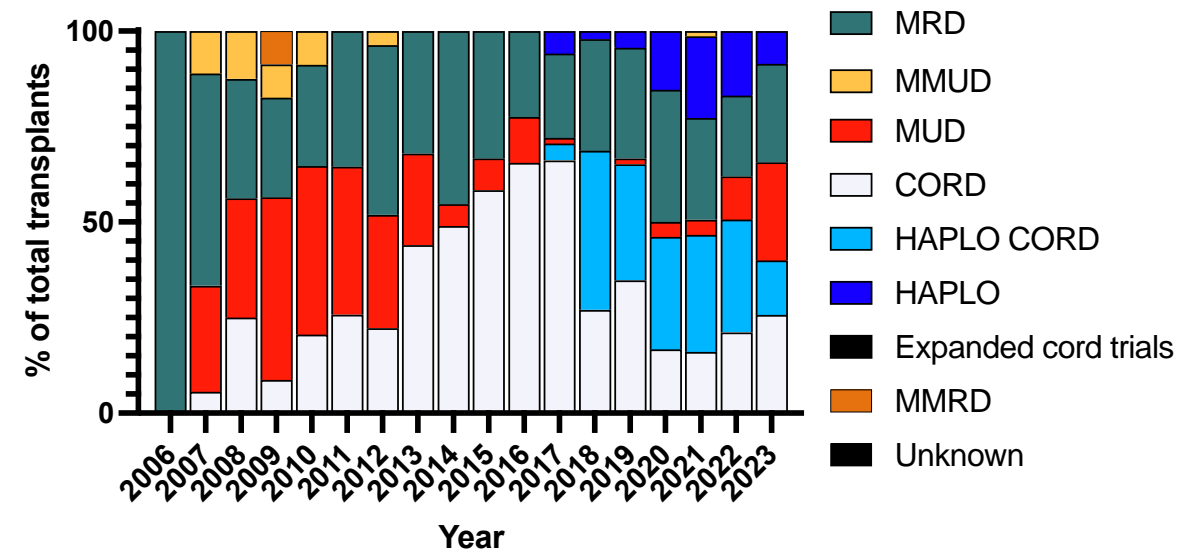 % of total transplants
100
50
0
2006
2007
2008
2009
2010
2011
2012
2013
2014
2015
2016
2017
2018
2019
2020
2021
2022
2023
Year
MRD
MMUD
MUD
CORD
HAPLO CORD
HAPLO
Expanded cord trials
MMRD
Unknown